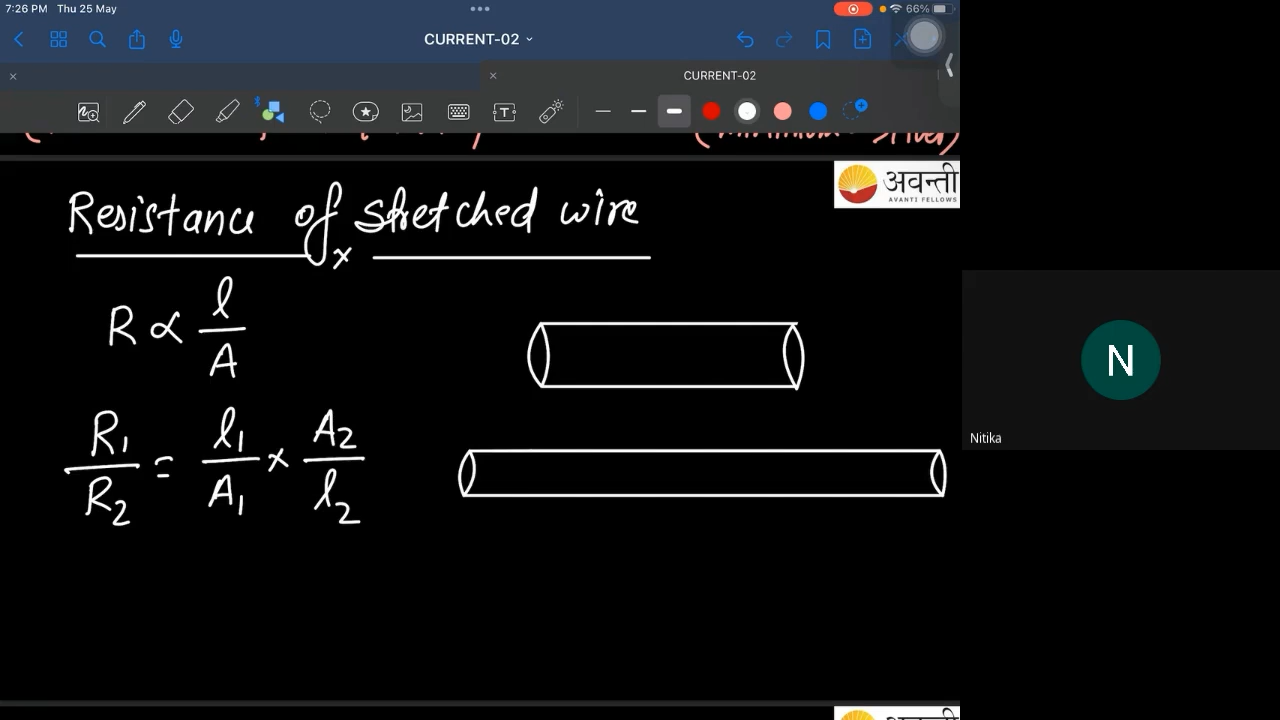 7:26 PM Thu 25 May
66%
CURRENT-02
CURRENT-02
अवन्ती
AVANTI FELLOWS
Resistance of stretched wire
x
R ∝ l/A
R1/R2 = l1/A1 × A2/l2
N
Nitika